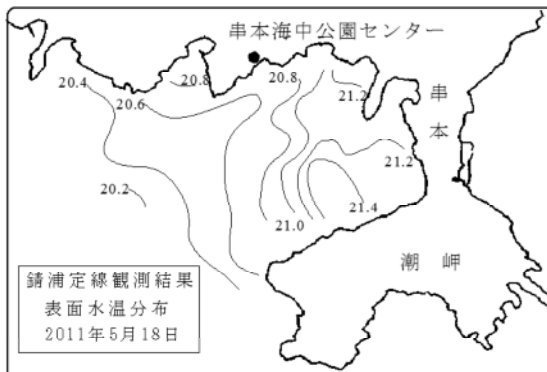 串本海中公園センター
20.4
20.8
20.8
20.6
21.2
串本
21.2
20.2
21.4
21.0
潮岬
錆浦定線観測結果
表面水温分布
2011年5月18日